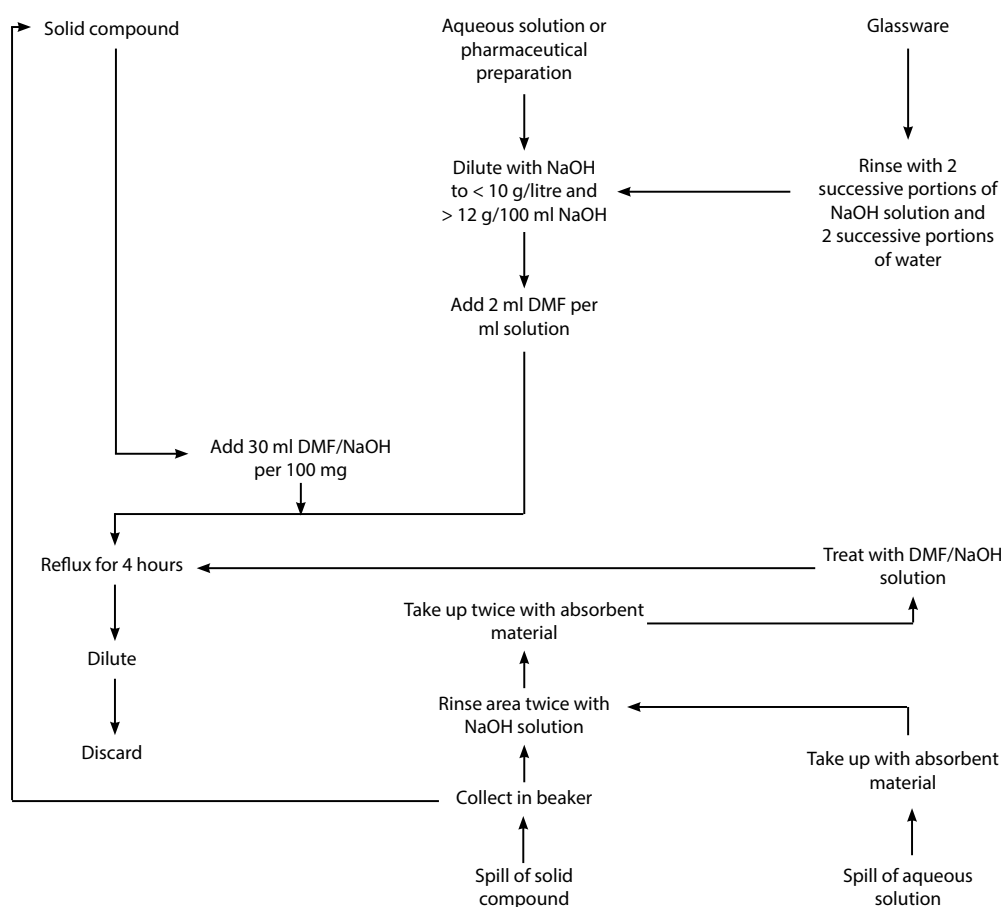 Solid compound
Aqueous solution or
pharmaceutical
preparation
Glassware
Dilute with NaOH
to < 10 g/litre and
> 12 g/100 ml NaOH
Rinse with 2
successive portions of
NaOH solution and
2 successive portions
of water
Add 2 ml DMF per
ml solution
Add 30 ml DMF/NaOH
per 100 mg
Reflux for 4 hours
Treat with DMF/NaOH
solution
Take up twice with absorbent
material
Dilute
Rinse area twice with
NaOH solution
Discard
Take up with absorbent
material
Collect in beaker
Spill of solid
compound
Spill of aqueous
solution